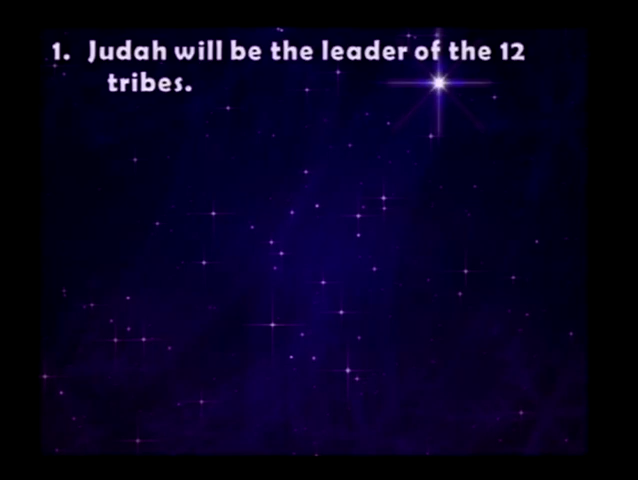 1. Judah will be the leader of the 12
tribes.